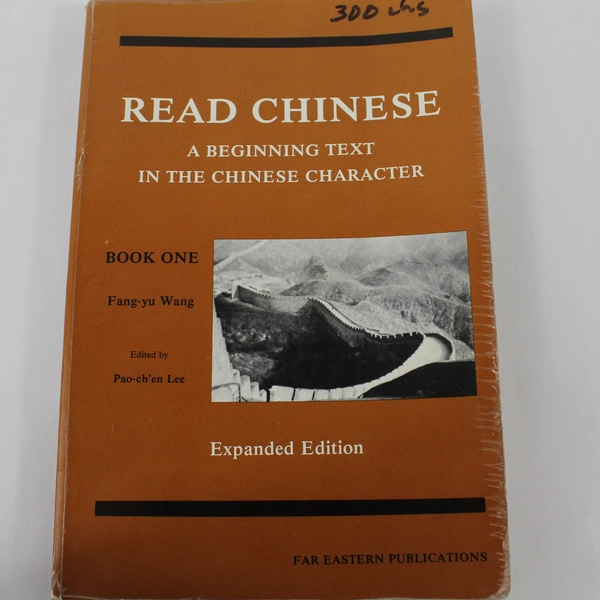 300 chs
READ CHINESE
A BEGINNING TEXT
IN THE CHINESE CHARACTER
BOOK ONE
Fang-yu Wang
Edited by
Pao-ch'en Lee
Expanded Edition
FAR EASTERN PUBLICATIONS